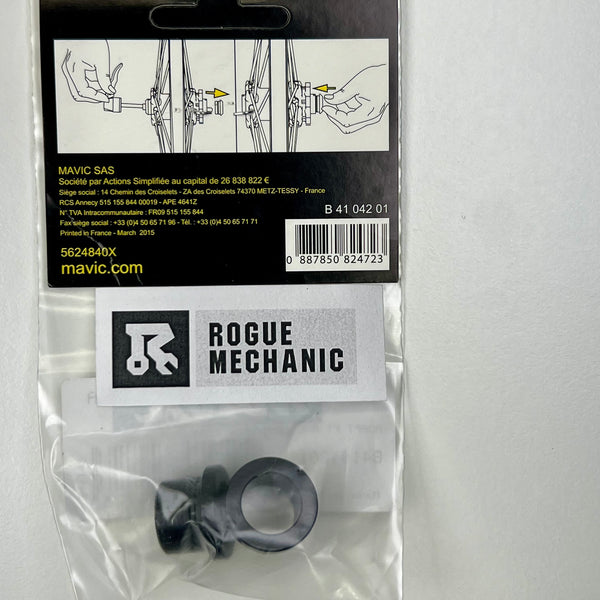 MAVIC SAS
Société par Actions Simplifiée au capital de 26 838 822 €
Siège social : 14 Chemin des Croiselets - ZA des Croiselets 74370 METZ-TESSY - France
RCS Annecy 515 155 844 00019 - APE 4641Z
N° TVA Intracommunautaire : FR09 515 155 844
Fax siège social : +33 (0)4 50 65 71 96 - Tél. : +33 (0)4 50 65 71 71
Printed in France - March 2015
B 41 042 01
5624840X
mavic.com
0 887850 824723
ROGUE
MECHANIC